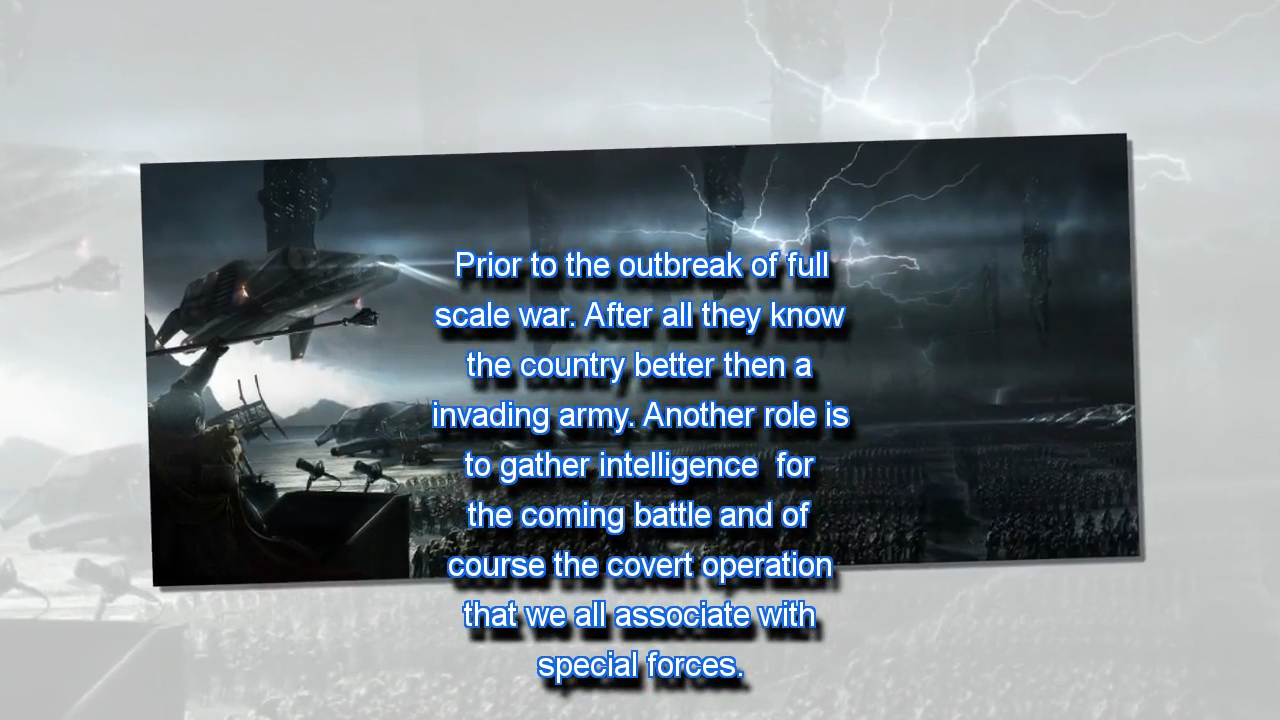 Prior to the outbreak of full
scale war. After all they know
the country better then a
invading army. Another role is
to gather intelligence  for
the coming battle and of
course the covert operation
that we all associate with
special forces.